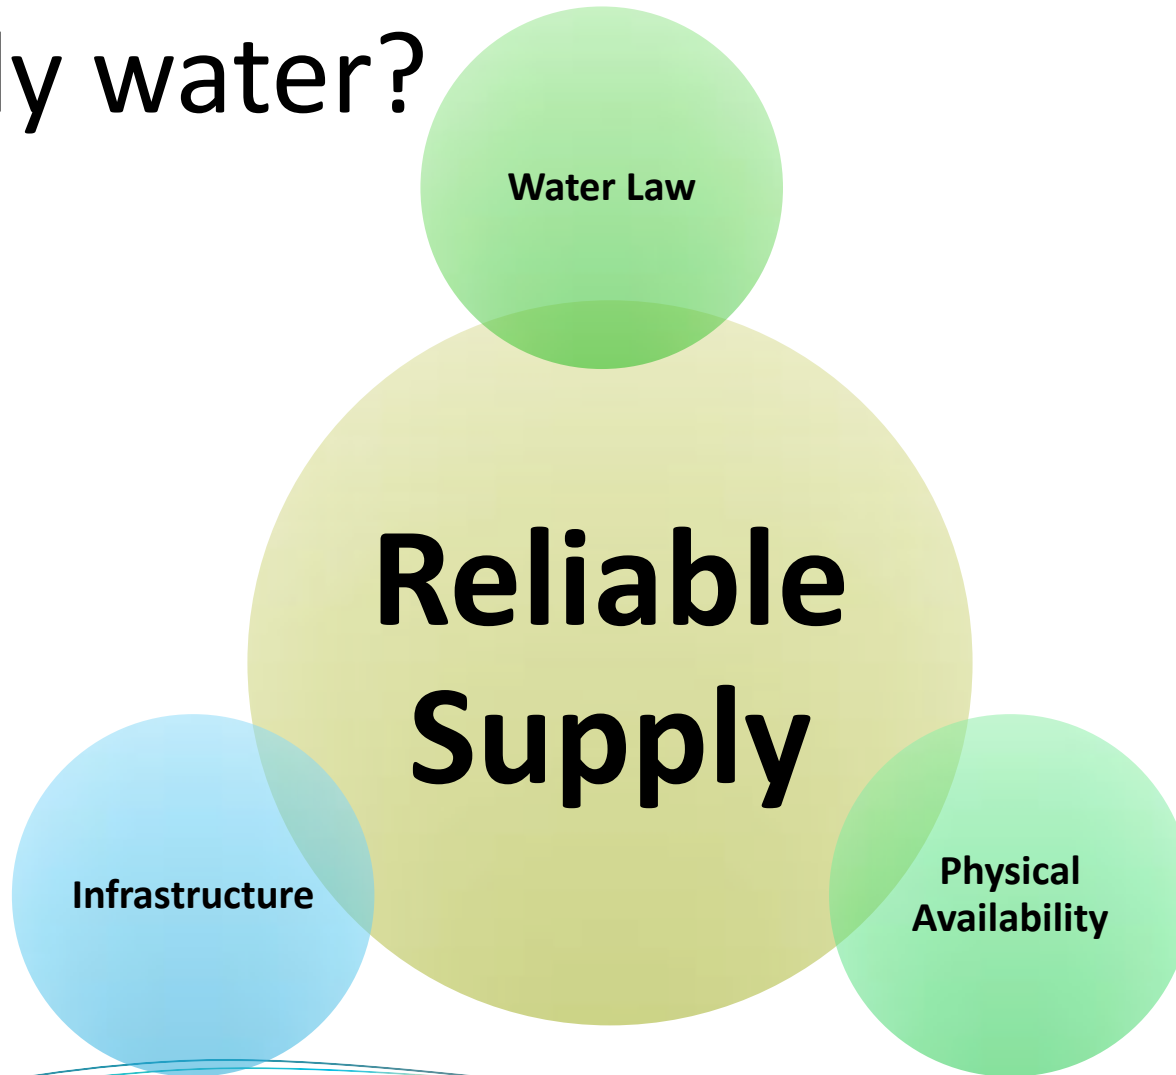 ly water?
Water Law
Reliable
Supply
Infrastructure
Physical
Availability